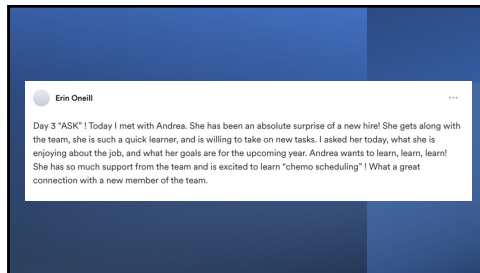 Erin Oneill
Day 3 “ASK” ! Today I met with Andrea. She has been an absolute surprise of a new hire! She gets along with
the team, she is such a quick learner, and is willing to take on new tasks. I asked her today, what she is
enjoying about the job, and what her goals are for the upcoming year. Andrea wants to learn, learn, learn!
She has so much support from the team and is excited to learn “chemo scheduling” ! What a great
connection with a new member of the team.